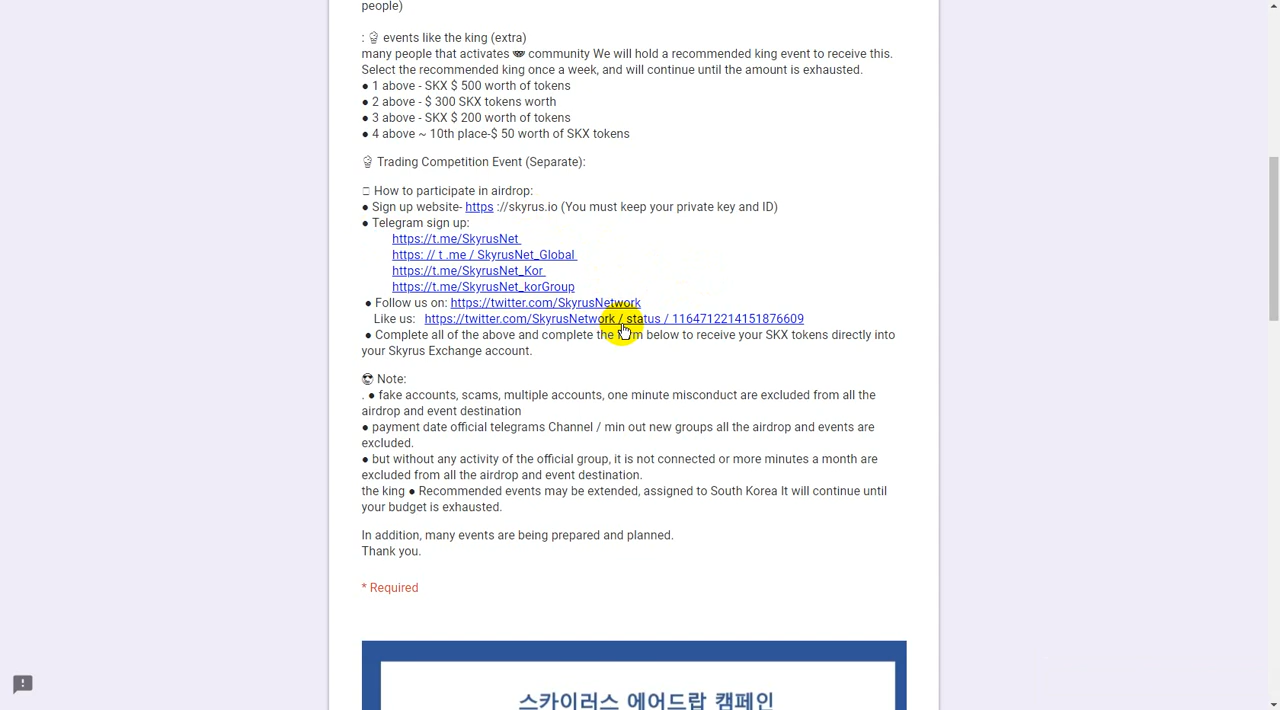 people)
: events like the king (extra)
many people that activates community We will hold a recommended king event to receive this.
Select the recommended king once a week, and will continue until the amount is exhausted.
● 1 above - SKX $ 500 worth of tokens
● 2 above - $ 300 SKX tokens worth
● 3 above - SKX $ 200 worth of tokens
● 4 above ~ 10th place-$ 50 worth of SKX tokens
Trading Competition Event (Separate):
□ How to participate in airdrop:
● Sign up website- https ://skyrus.io (You must keep your private key and ID)
● Telegram sign up:
https://t.me/SkyrusNet
https: // t .me / SkyrusNet_Global
https://t.me/SkyrusNet_Kor
https://t.me/SkyrusNet_korGroup
● Follow us on: https://twitter.com/SkyrusNetwork
Like us: https://twitter.com/SkyrusNetwork / status / 1164712214151876609
● Complete all of the above and complete the form below to receive your SKX tokens directly into
your Skyrus Exchange account.
😎 Note:
. ● fake accounts, scams, multiple accounts, one minute misconduct are excluded from all the
airdrop and event destination
● payment date official telegrams Channel / min out new groups all the airdrop and events are
excluded.
● but without any activity of the official group, it is not connected or more minutes a month are
excluded from all the airdrop and event destination.
the king ● Recommended events may be extended, assigned to South Korea It will continue until
your budget is exhausted.
In addition, many events are being prepared and planned.
Thank you.
* Required
스카이러스 에어드랍 캠페인